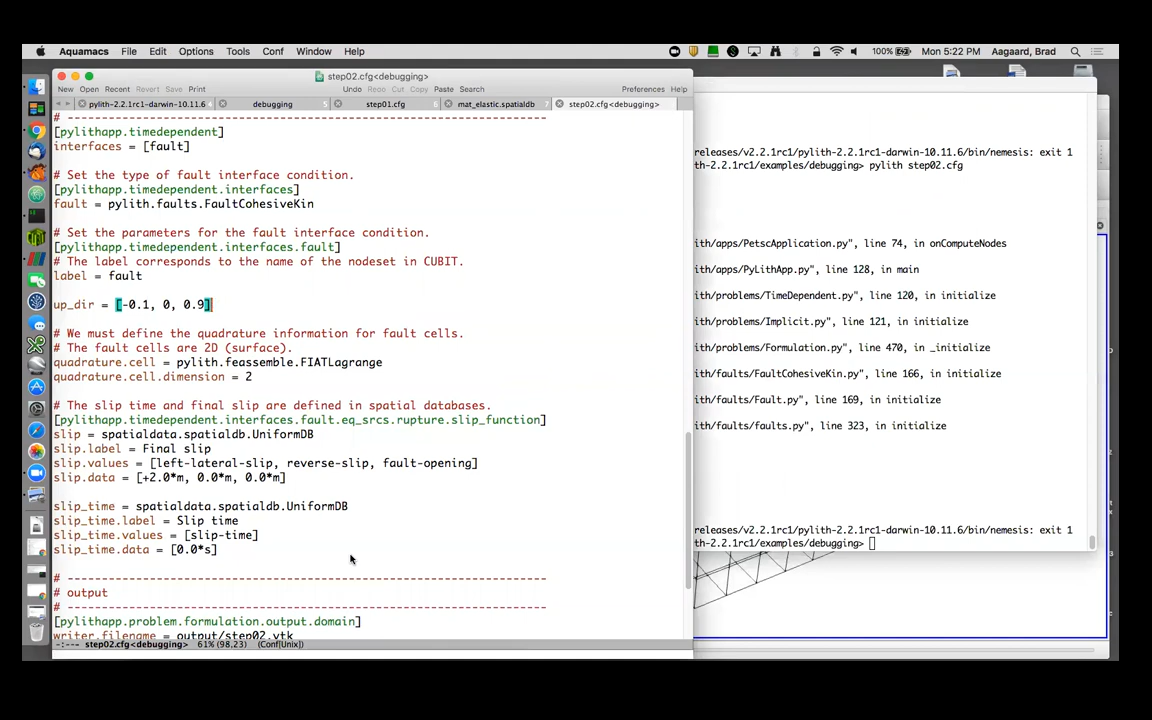 Aquamacs File Edit Options Tools Conf Window Help
100% Mon 5:22 PM Aagaard, Brad
step02.cfg<debugging>
New Open Recent Revert Save Print Undo Redo Cut Copy Paste Search Preferences Help
pylith-2.2.1rc1-darwin-10.11.6 debugging step01.cfg mat_elastic.spatialdb step02.cfg<debugging>
# ----------------------------------------------------------------------
[pylithapp.timedependent]
interfaces = [fault]
# Set the type of fault interface condition.
[pylithapp.timedependent.interfaces]
fault = pylith.faults.FaultCohesiveKin
# Set the parameters for the fault interface condition.
[pylithapp.timedependent.interfaces.fault]
# The label corresponds to the name of the nodeset in CUBIT.
label = fault
up_dir = [-0.1, 0, 0.9]
# We must define the quadrature information for fault cells.
# The fault cells are 2D (surface).
quadrature.cell = pylith.feassemble.FIATLagrange
quadrature.cell.dimension = 2
# The slip time and final slip are defined in spatial databases.
[pylithapp.timedependent.interfaces.fault.eq_srcs.rupture.slip_function]
slip = spatialdata.spatialdb.UniformDB
slip.label = Final slip
slip.values = [left-lateral-slip, reverse-slip, fault-opening]
slip.data = [+2.0*m, 0.0*m, 0.0*m]
slip_time = spatialdata.spatialdb.UniformDB
slip_time.label = Slip time
slip_time.values = [slip-time]
slip_time.data = [0.0*s]
# ----------------------------------------------------------------------
# output
# ----------------------------------------------------------------------
[pylithapp.problem.formulation.output.domain]
writer.filename = output/step02.vtk
-:--- step02.cfg<debugging> 61% (98,23) (Conf[Unix])
releases/v2.2.1rc1/pylith-2.2.1rc1-darwin-10.11.6/bin/nemesis: exit 1
th-2.2.1rc1-darwin-10.11.6/examples/debugging> pylith step02.cfg
ith/apps/PetscApplication.py", line 74, in onComputeNodes
ith/apps/PyLithApp.py", line 128, in main
ith/problems/TimeDependent.py", line 120, in initialize
ith/problems/Implicit.py", line 121, in initialize
ith/problems/Formulation.py", line 470, in _initialize
ith/faults/FaultCohesiveKin.py", line 166, in initialize
ith/faults/Fault.py", line 169, in initialize
ith/faults/faults.py", line 323, in initialize
releases/v2.2.1rc1/pylith-2.2.1rc1-darwin-10.11.6/bin/nemesis: exit 1
th-2.2.1rc1-darwin-10.11.6/examples/debugging>